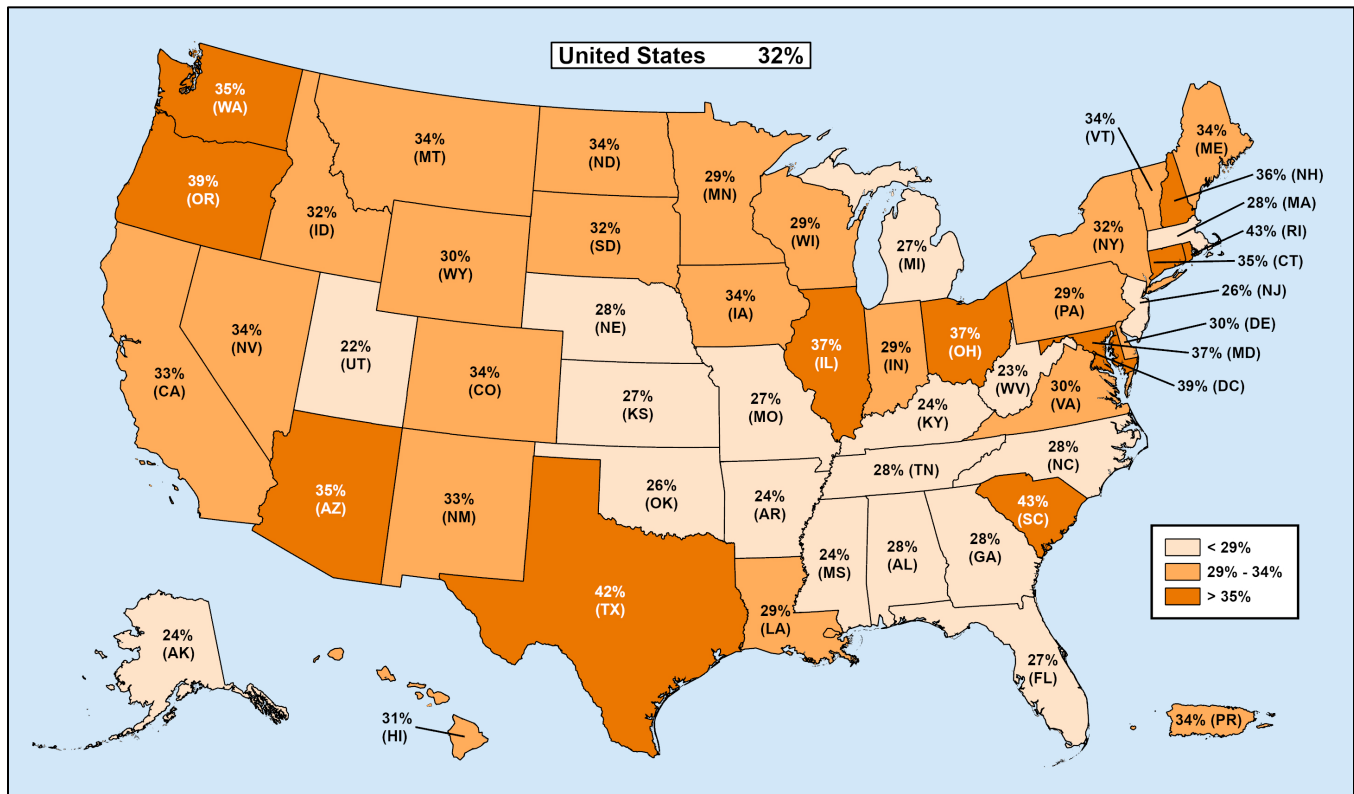 United States 32%
35%
(WA)
39%
(OR)
34%
(MT)
32%
(ID)
30%
(WY)
34%
(ND)
32%
(SD)
29%
(MN)
29%
(WI)
27%
(MI)
34%
(VT)
34%
(ME)
36% (NH)
28% (MA)
43% (RI)
35% (CT)
26% (NJ)
30% (DE)
37% (MD)
39% (DC)
32%
(NY)
29%
(PA)
33%
(CA)
34%
(NV)
22%
(UT)
34%
(CO)
28%
(NE)
34%
(IA)
27%
(KS)
27%
(MO)
37%
(IL)
29%
(IN)
37%
(OH)
23%
(WV)
30%
(VA)
24%
(KY)
35%
(AZ)
33%
(NM)
26%
(OK)
24%
(AR)
28% (TN)
28%
(NC)
43%
(SC)
42%
(TX)
29%
(LA)
24%
(MS)
28%
(AL)
28%
(GA)
27%
(FL)
24%
(AK)
31%
(HI)
34% (PR)
< 29%
29% - 34%
> 35%